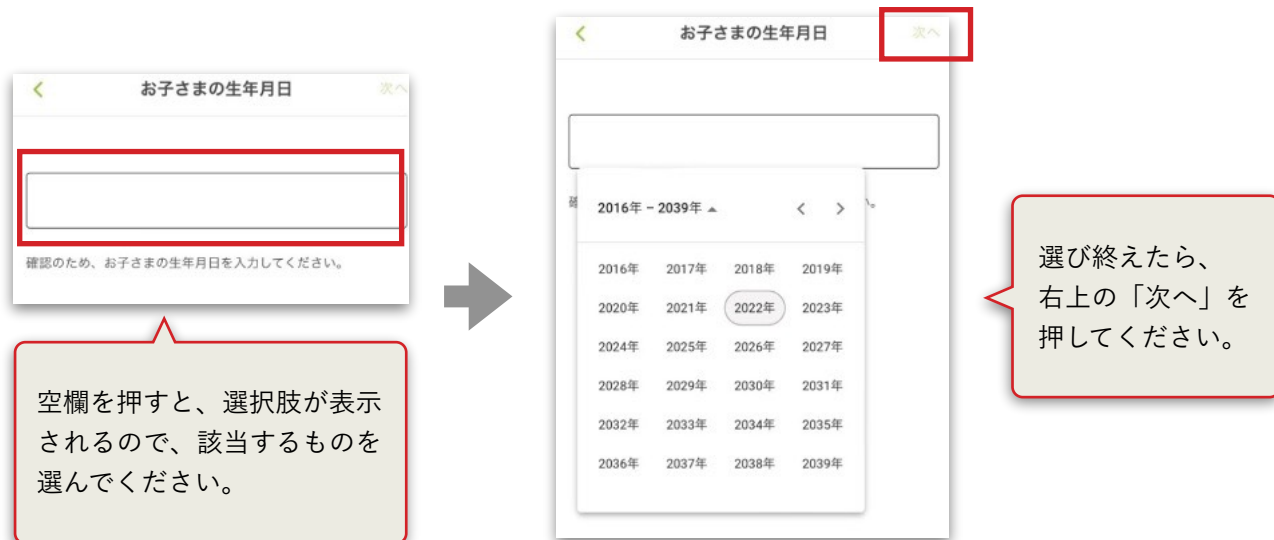 お子さまの生年月日
次へ
確認のため、お子さまの生年月日を入力してください。
空欄を押すと、選択肢が表示
されるので、該当するものを
選んでください。
お子さまの生年月日
次へ
確
い。
2016年 – 2039年
2016年 2017年 2018年 2019年
2020年 2021年 2022年 2023年
2024年 2025年 2026年 2027年
2028年 2029年 2030年 2031年
2032年 2033年 2034年 2035年
2036年 2037年 2038年 2039年
選び終えたら、
右上の「次へ」を
押してください。